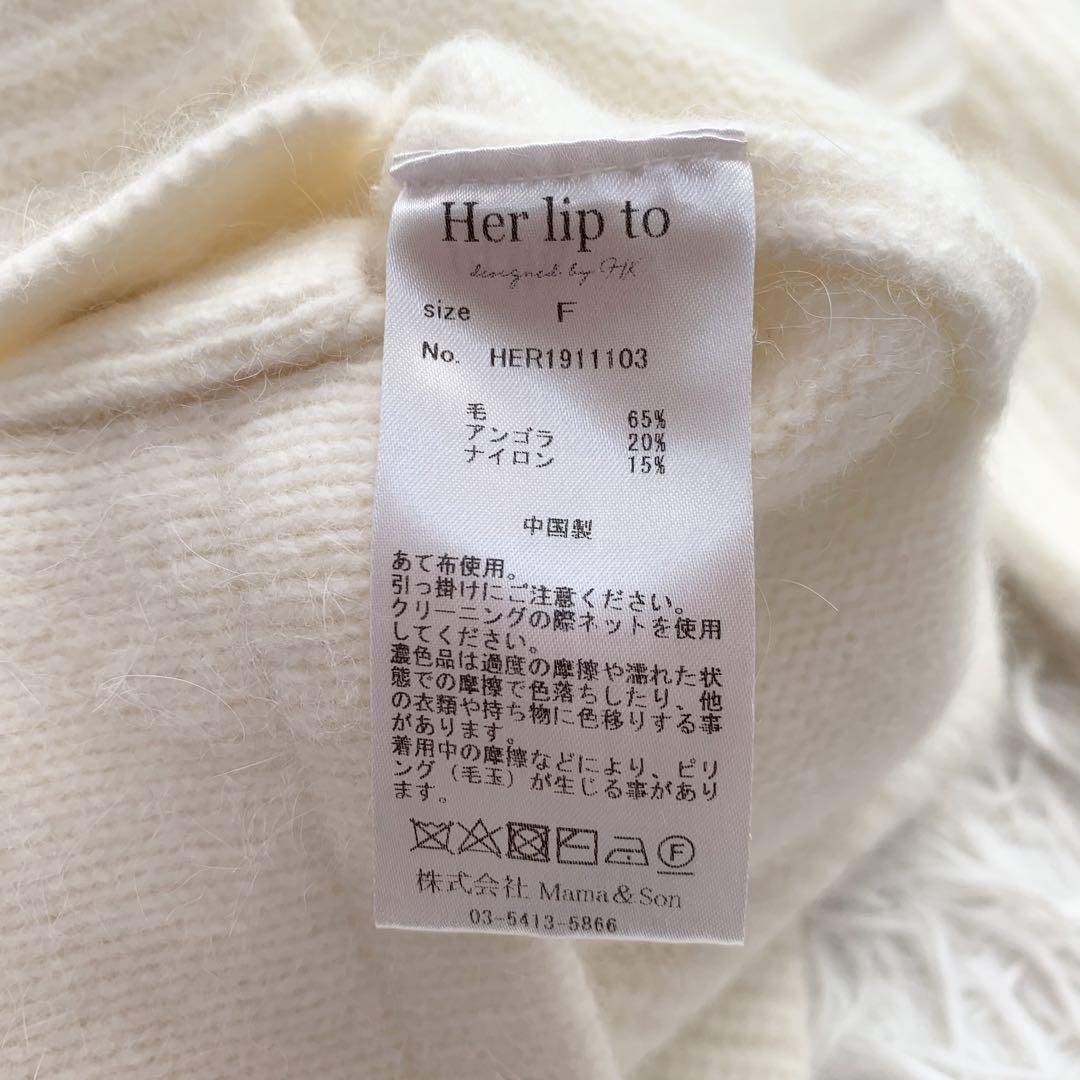 Her lip to
designed by HK
size F
No. HER1911103
毛 65%
アンゴラ 20%
ナイロン 15%
中国製
あて布使用。
引っ掛けにご注意ください。
クリーニングの際ネットを使用
してください。
濃色品は過度の摩擦や濡れた状
態での摩擦で色落ちしたり、他
の衣類や持ち物に色移りする事
があります。
着用中の摩擦などにより、ピリ
ング（毛玉）が生じる事があり
ます。
F
株式会社 Mama&Son
03-5413-5866